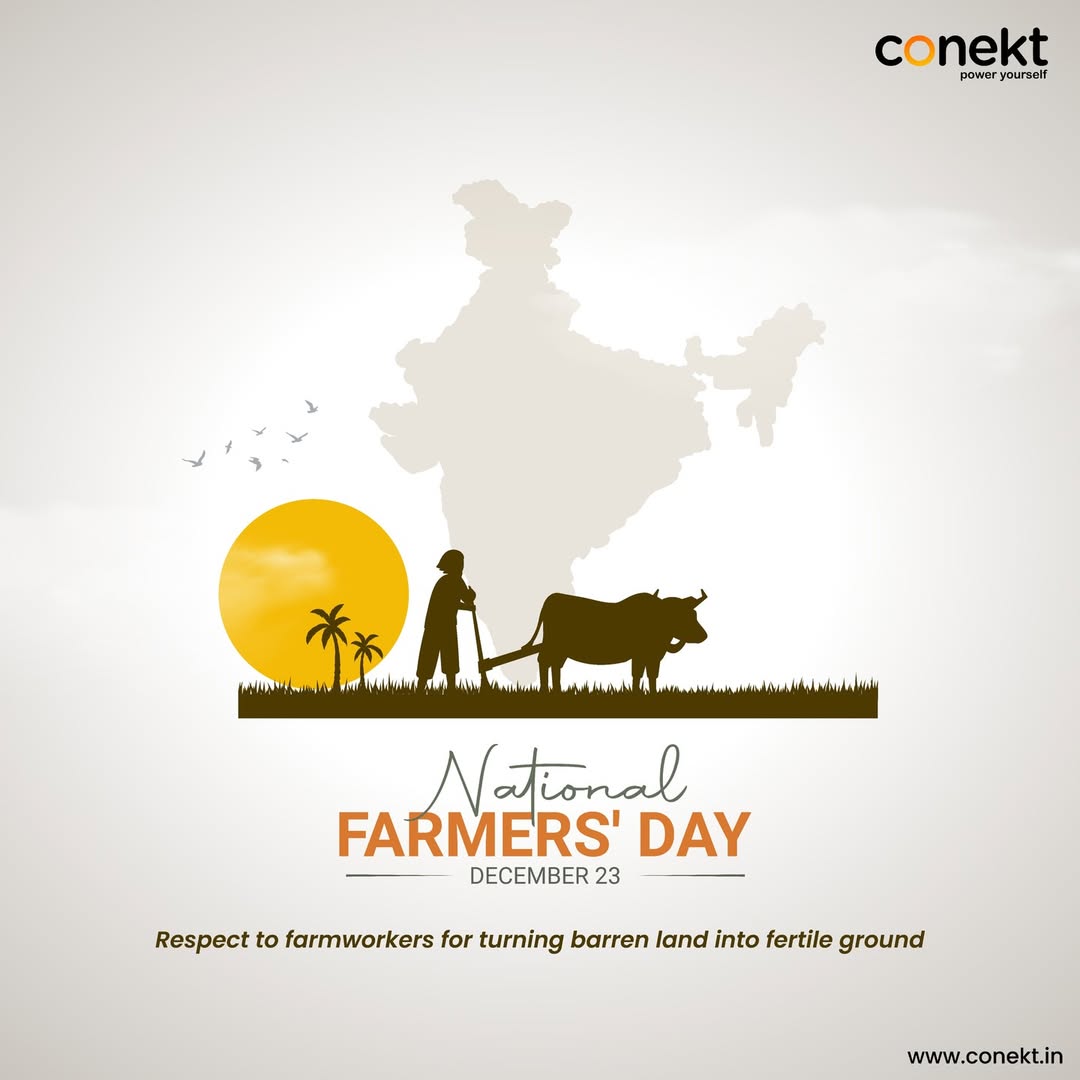 conekt
power yourself
National
FARMERS' DAY
DECEMBER 23
Respect to farmworkers for turning barren land into fertile ground
www.conekt.in